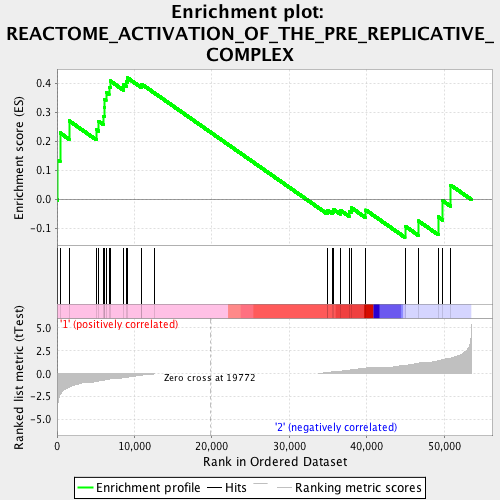 Enrichment plot:
REACTOME_ACTIVATION_OF_THE_PRE_REPLICATIVE_
COMPLEX
Enrichment score (ES)
0.4
0.3
0.2
0.1
0.0
-0.1
'1' (positively correlated)
Ranked list metric (tTest)
5.0
2.5
0.0
-2.5
-5.0
Zero cross at 19772
'2' (negatively correlated)
0 10,000 20,000 30,000 40,000 50,000
Rank in Ordered Dataset
Enrichment profile Hits Ranking metric scores